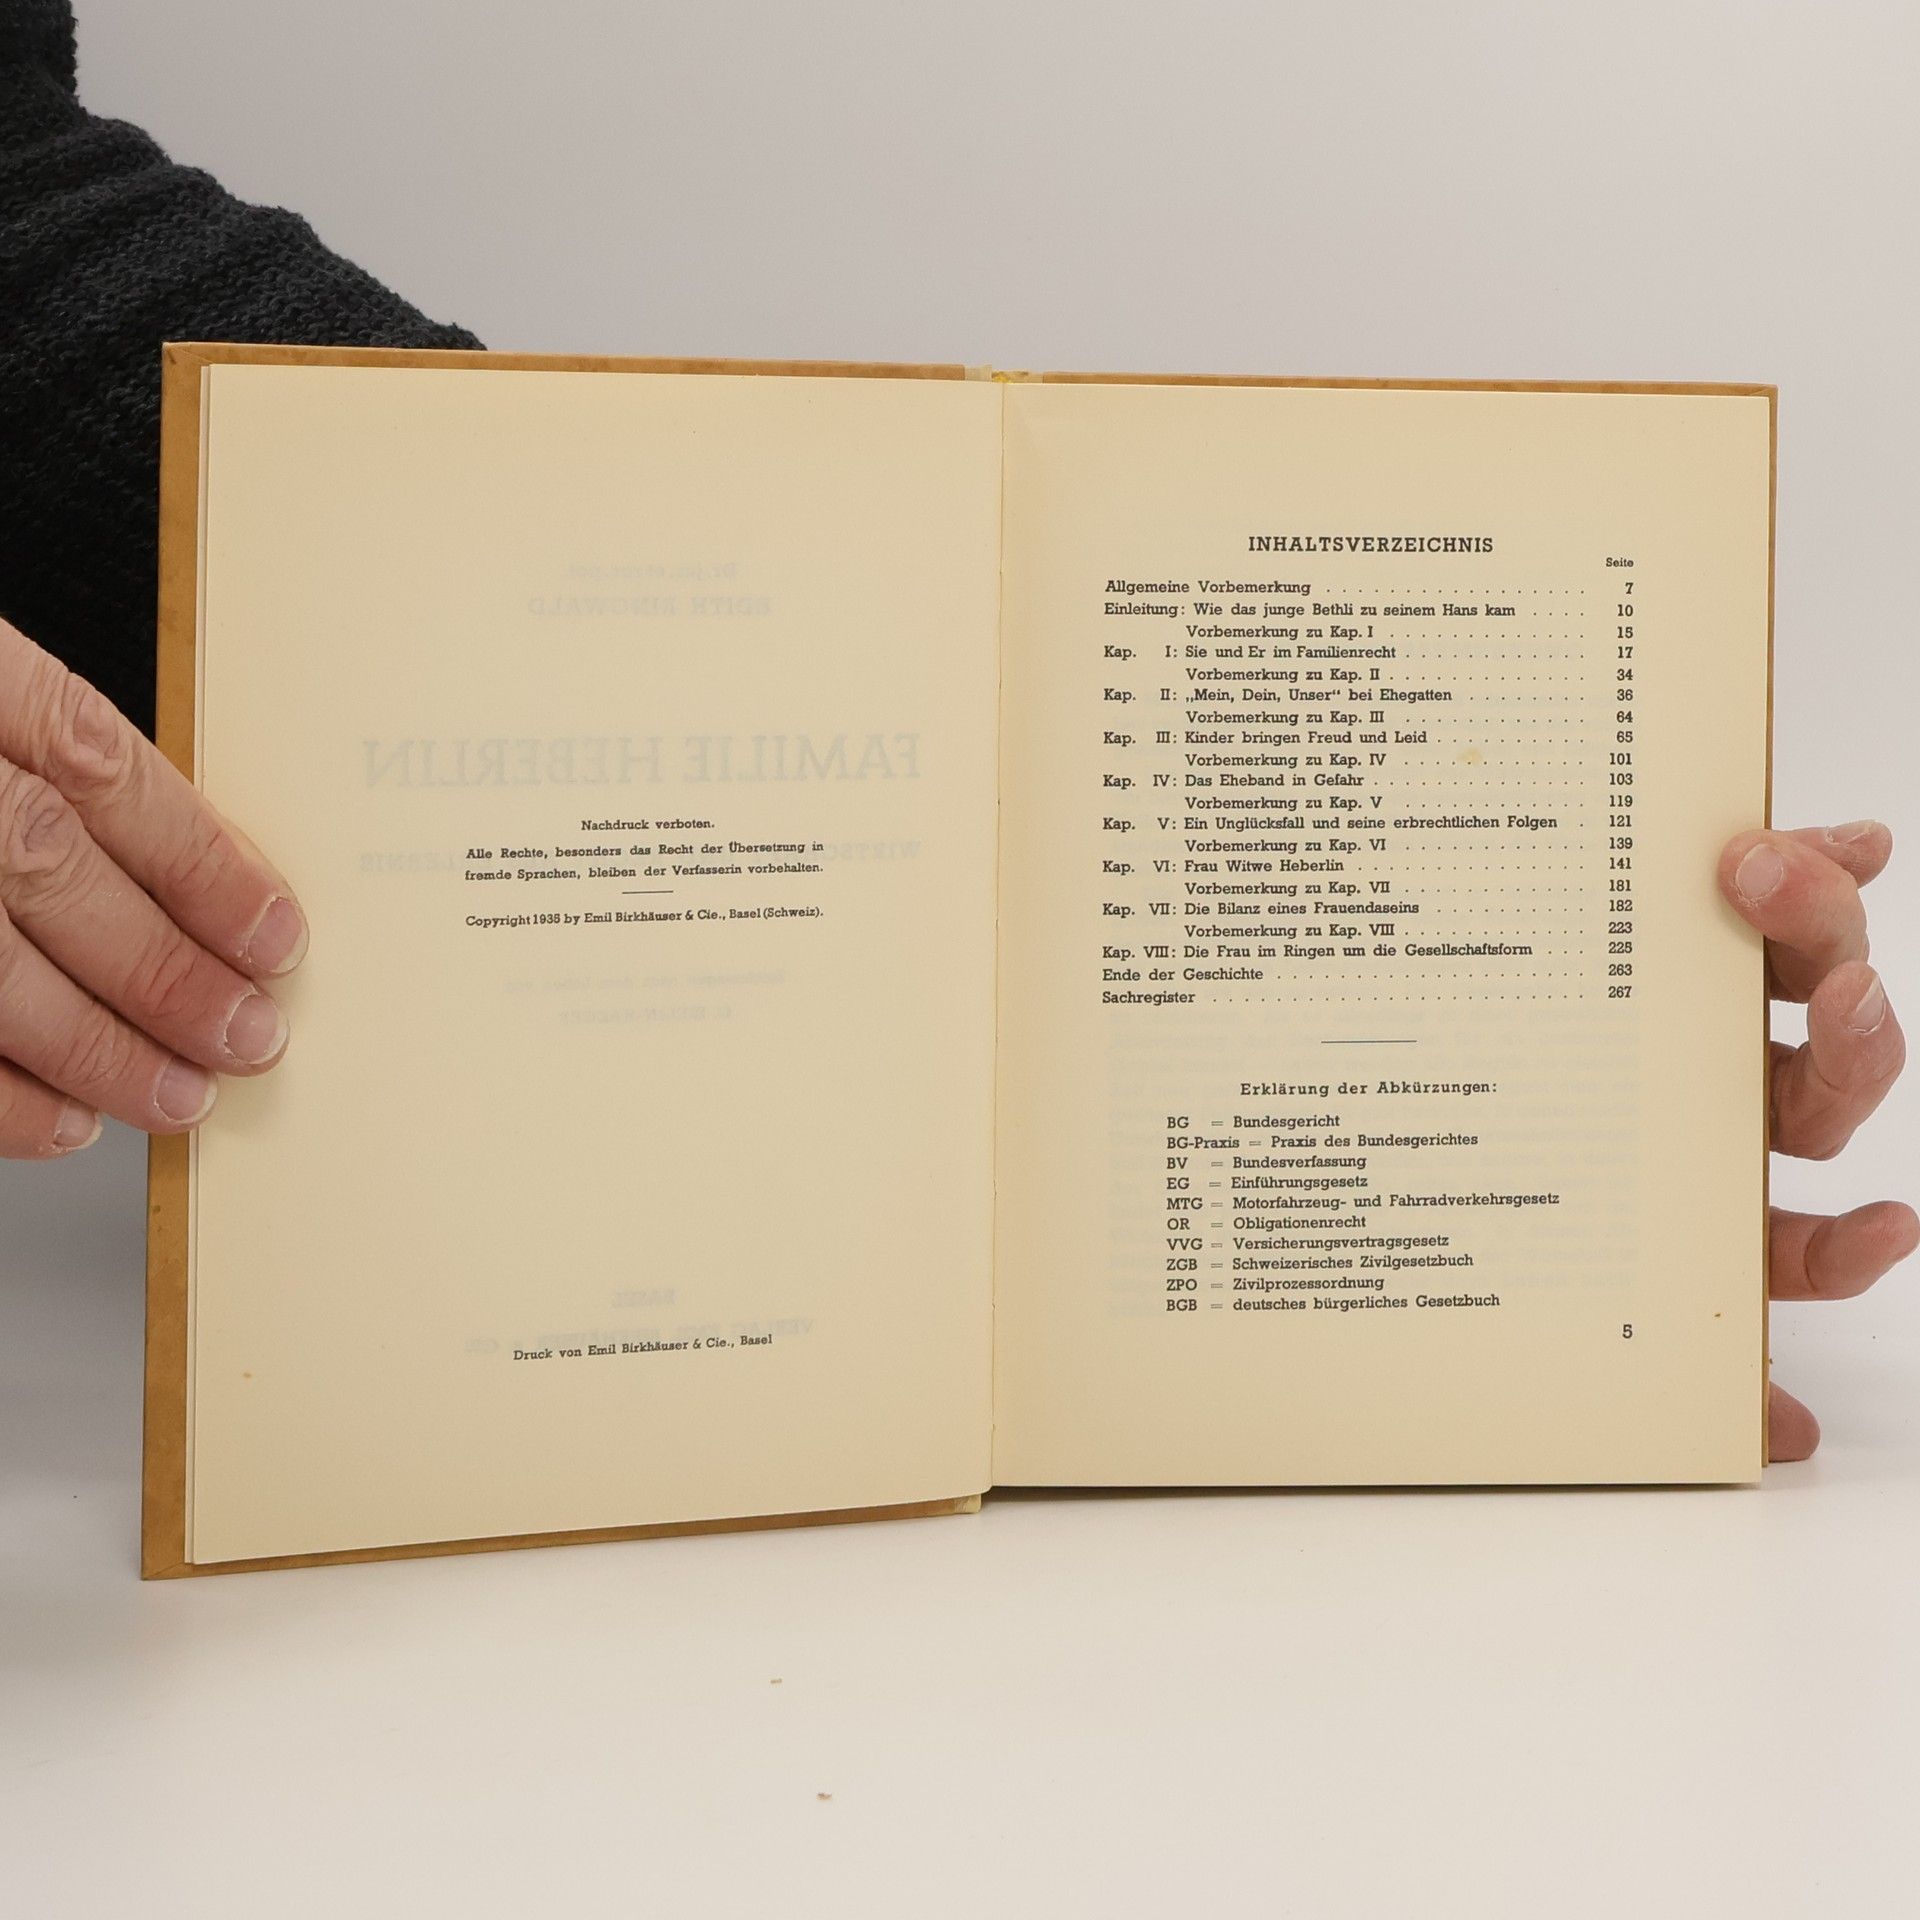 Nachdruck verboten.
Alle Rechte, besonders das Recht der Übersetzung in
fremde Sprachen, bleiben der Verfasserin vorbehalten.
Copyright 1935 by Emil Birkhäuser & Cie., Basel (Schweiz).
Druck von Emil Birkhäuser & Cie., Basel
INHALTSVERZEICHNIS
Seite
Allgemeine Vorbemerkung . . . . . . . . . . . . . . . . . 7
Einleitung: Wie das junge Bethli zu seinem Hans kam . . . . 10
Vorbemerkung zu Kap. I . . . . . . . . . . . . . 15
Kap. I: Sie und Er im Familienrecht . . . . . . . . . . . . 17
Vorbemerkung zu Kap. II . . . . . . . . . . . . . 34
Kap. II: „Mein, Dein, Unser“ bei Ehegatten . . . . . . . . 36
Vorbemerkung zu Kap. III . . . . . . . . . . . . 64
Kap. III: Kinder bringen Freud und Leid . . . . . . . . . . 65
Vorbemerkung zu Kap. IV . . . . . . . . . . . . 101
Kap. IV: Das Eheband in Gefahr . . . . . . . . . . . . . . 103
Vorbemerkung zu Kap. V . . . . . . . . . . . . 119
Kap. V: Ein Unglücksfall und seine erbrechtlichen Folgen . 121
Vorbemerkung zu Kap. VI . . . . . . . . . . . . 139
Kap. VI: Frau Witwe Heberlin . . . . . . . . . . . . . . . 141
Vorbemerkung zu Kap. VII . . . . . . . . . . . . 181
Kap. VII: Die Bilanz eines Frauendaseins . . . . . . . . . . 182
Vorbemerkung zu Kap. VIII . . . . . . . . . . . . 223
Kap. VIII: Die Frau im Ringen um die Gesellschaftsform . . . 225
Ende der Geschichte . . . . . . . . . . . . . . . . . . . . 263
Sachregister . . . . . . . . . . . . . . . . . . . . . . . . 267
Erklärung der Abkürzungen:
BG = Bundesgericht
BG-Praxis = Praxis des Bundesgerichtes
BV = Bundesverfassung
EG = Einführungsgesetz
MTG = Motorfahrzeug- und Fahrradverkehrsgesetz
OR = Obligationenrecht
VVG = Versicherungsvertragsgesetz
ZGB = Schweizerisches Zivilgesetzbuch
ZPO = Zivilprozessordnung
BGB = deutsches bürgerliches Gesetzbuch
5